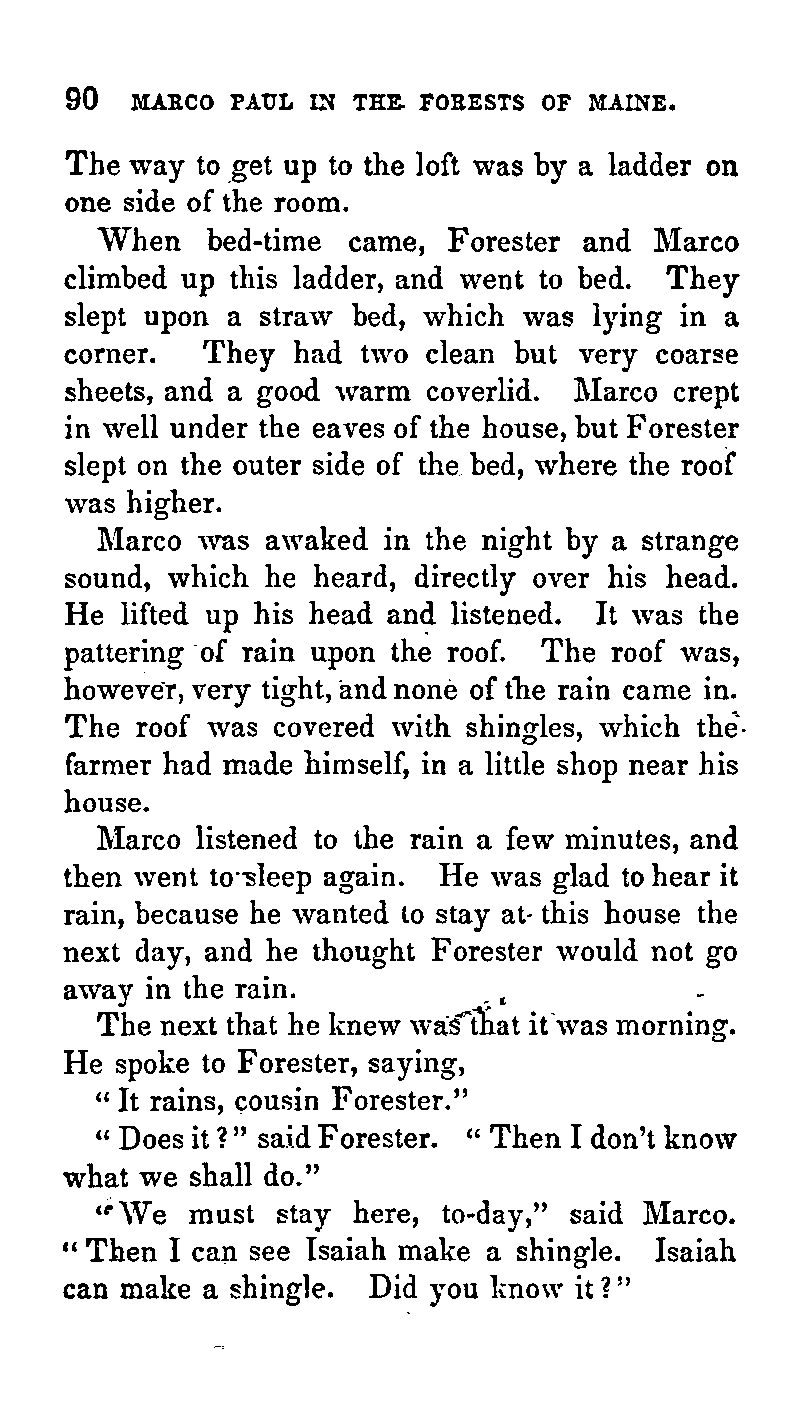 90 MARCO PAUL IN THE FORESTS OF MAINE.
The way to get up to the loft was by a ladder on
one side of the room.
When bed-time came, Forester and Marco
climbed up this ladder, and went to bed. They
slept upon a straw bed, which was lying in a
corner. They had two clean but very coarse
sheets, and a good warm coverlid. Marco crept
in well under the eaves of the house, but Forester
slept on the outer side of the bed, where the roof
was higher.
Marco was awaked in the night by a strange
sound, which he heard, directly over his head.
He lifted up his head and listened. It was the
pattering of rain upon the roof. The roof was,
however, very tight, and none of the rain came in.
The roof was covered with shingles, which the
farmer had made himself, in a little shop near his
house.
Marco listened to the rain a few minutes, and
then went to sleep again. He was glad to hear it
rain, because he wanted to stay at this house the
next day, and he thought Forester would not go
away in the rain.
The next that he knew was that it was morning.
He spoke to Forester, saying,
“ It rains, cousin Forester.”
“ Does it ? ” said Forester. “ Then I don’t know
what we shall do.”
“ We must stay here, to-day,” said Marco.
“ Then I can see Isaiah make a shingle. Isaiah
can make a shingle. Did you know it ? ”